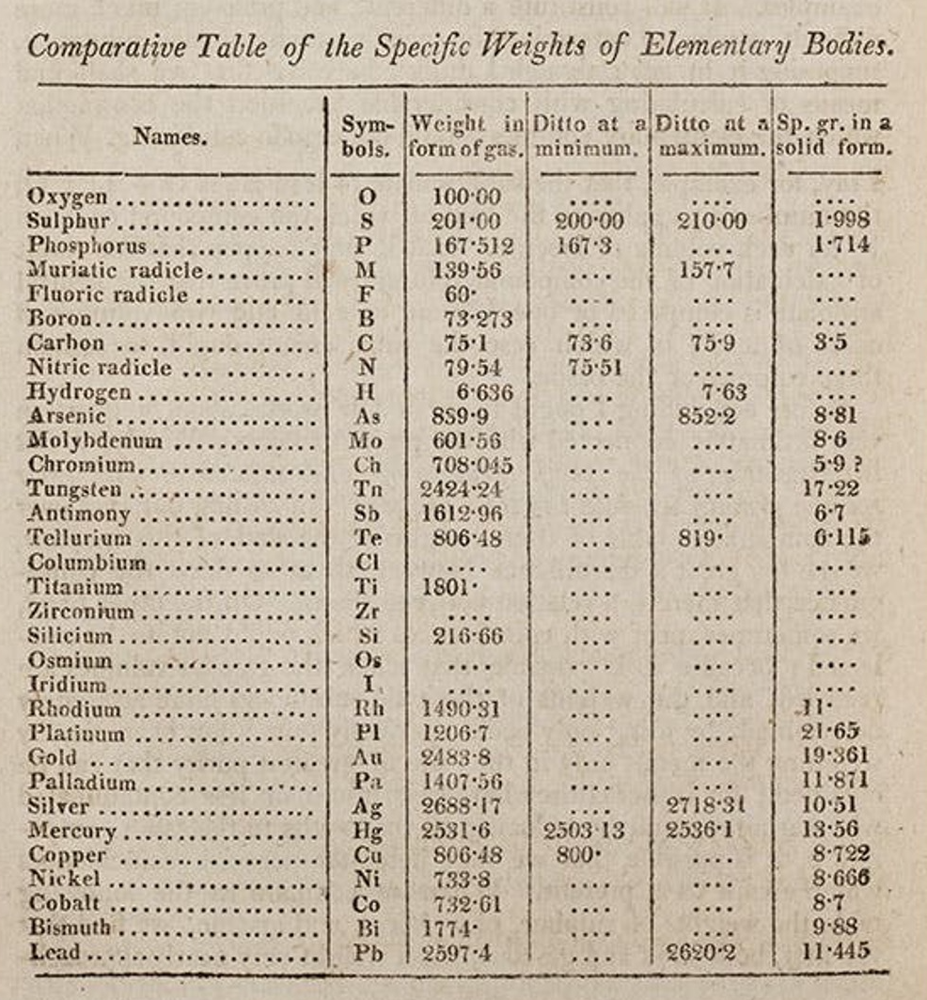 Comparative Table of the Specific Weights of Elementary Bodies.
Names. Sym- Weight in Ditto at a Ditto at a Sp. gr. in a
bols. form of gas. minimum. maximum. solid form.
Oxygen .................. O 100·00 .... .... ....
Sulphur .................. S 201·00 200·00 210·00 1·998
Phosphorus ............... P 167·512 167·3 .... 1·714
Muriatic radicle.......... M 139·56 .... 157·7 ....
Fluoric radicle ........... F 60· .... .... ....
Boron.................... B 73·273 .... .... ....
Carbon .................. C 75·1 73·6 75·9 3·5
Nitric radicle ... ........ N 79·54 75·51 .... ....
Hydrogen ................. H 6·636 .... 7·63 ....
Arsenic .................. As 839·9 .... 852·2 8·81
Molybdenum ............. Mo 601·56 .... .... 8·6
Chromium................ Ch 708·045 .... .... 5·9 ?
Tungsten ................ Tn 2424·24 .... .... 17·22
Antimony ................ Sb 1612·96 .... .... 6·7
Tellurium ................ Te 806·48 .... 819· 6·115
Columbium ............... Cl .... .... .... ....
Titanium ................. Ti 1801· .... .... ....
Zirconium ................ Zr .... .... .... ....
Silicium .................. Si 216·66 .... .... ....
Osmium .................. Os .... .... .... ....
Iridium................... I .... .... .... ....
Rhodium ................. Rh 1490·31 .... .... 11·
Platinum ................. Pl 1206·7 .... .... 21·65
Gold .................... Au 2483·8 .... .... 19·361
Palladium ................ Pa 1407·56 .... .... 11·871
Silver .................... Ag 2688·17 .... 2718·31 10·51
Mercury .................. Hg 2531·6 2503·13 2536·1 13·56
Copper .................. Cu 806·48 800· .... 8·722
Nickel ................... Ni 733·8 .... .... 8·666
Cobalt ................... Co 732·61 .... .... 8·7
Bismuth .................. Bi 1774· .... .... 9·88
Lead ..................... Pb 2597·4 .... 2620·2 11·445